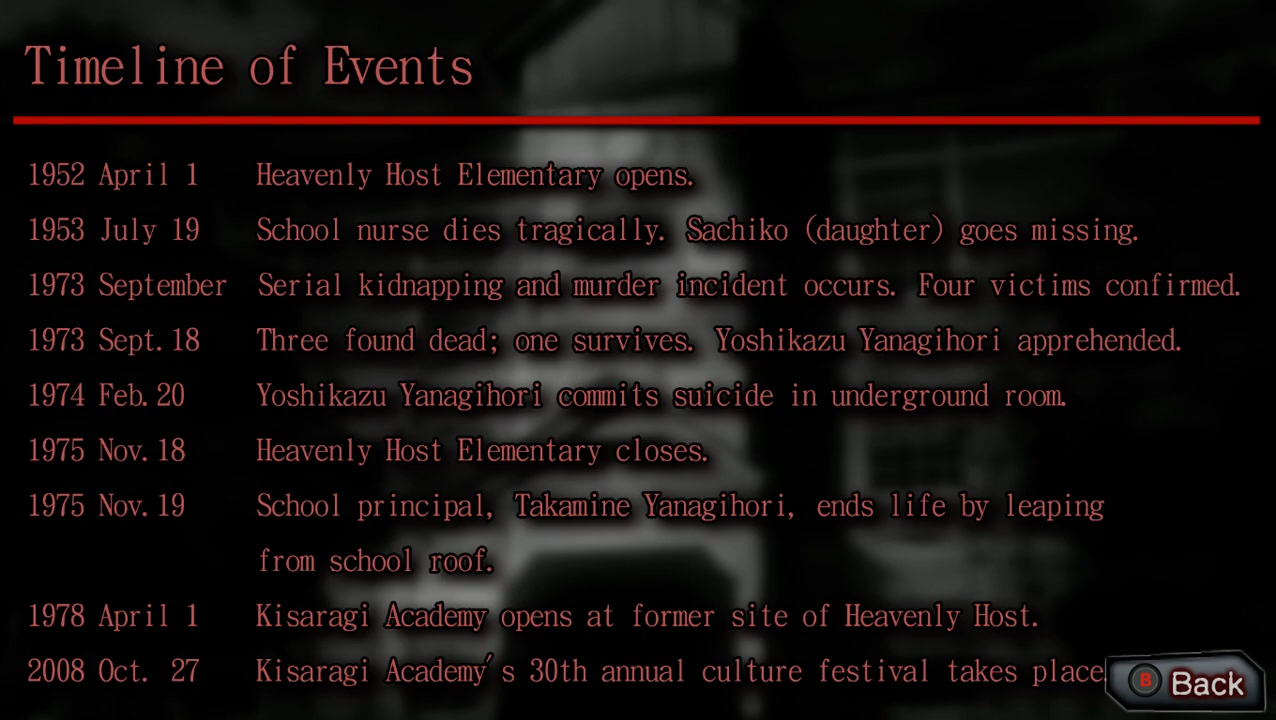 Timeline of Events
1952 April 1 Heavenly Host Elementary opens.
1953 July 19 School nurse dies tragically. Sachiko (daughter) goes missing.
1973 September Serial kidnapping and murder incident occurs. Four victims confirmed.
1973 Sept.18 Three found dead; one survives. Yoshikazu Yanagihori apprehended.
1974 Feb.20 Yoshikazu Yanagihori commits suicide in underground room.
1975 Nov.18 Heavenly Host Elementary closes.
1975 Nov.19 School principal, Takamine Yanagihori, ends life by leaping
from school roof.
1978 April 1 Kisaragi Academy opens at former site of Heavenly Host.
2008 Oct. 27 Kisaragi Academy's 30th annual culture festival takes place.
B Back